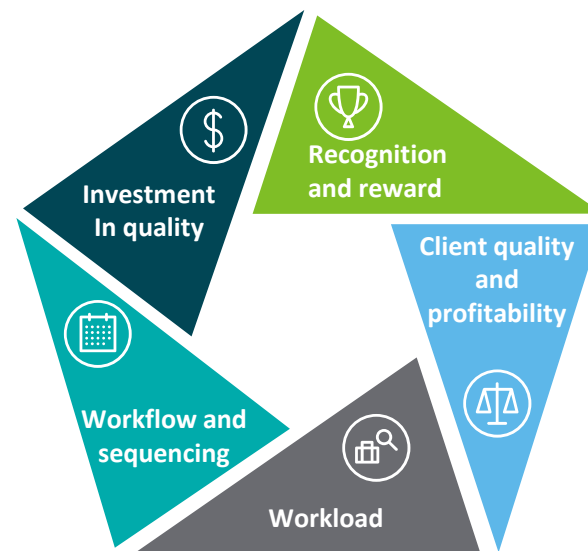 Investment
In quality
Recognition
and reward
Client quality
and
profitability
Workload
Workflow and
sequencing
$